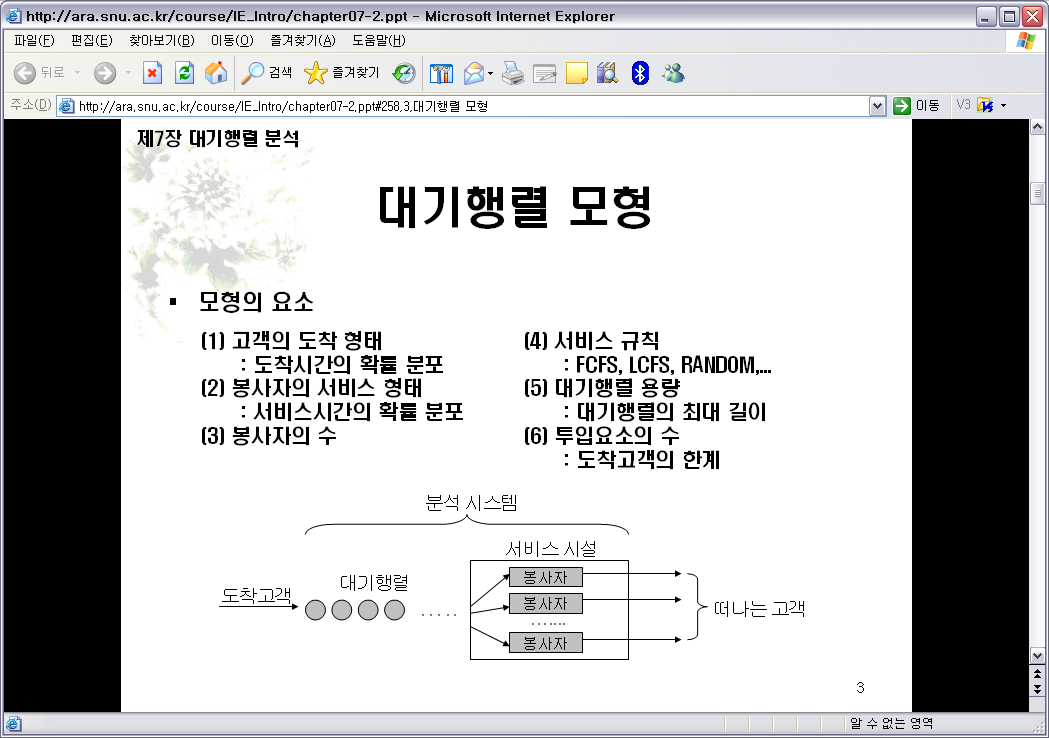 http://ara.snu.ac.kr/course/IE_Intro/chapter07-2.ppt - Microsoft Internet Explorer
파일(F) 편집(E) 찾아보기(B) 이동(O) 즐겨찾기(A) 도움말(H)
뒤로 검색 즐겨찾기
주소(D) http://ara.snu.ac.kr/course/IE_Intro/chapter07-2.ppt#258,3,대기행렬 모형 이동 V3
제7장 대기행렬 분석
대기행렬 모형
▪ 모형의 요소
(1) 고객의 도착 형태
: 도착시간의 확률 분포
(2) 봉사자의 서비스 형태
: 서비스시간의 확률 분포
(3) 봉사자의 수
(4) 서비스 규칙
: FCFS, LCFS, RANDOM,...
(5) 대기행렬 용량
: 대기행렬의 최대 길이
(6) 투입요소의 수
: 도착고객의 한계
분석 시스템
서비스 시설
도착고객
대기행렬
.....
봉사자
봉사자
.......
봉사자
떠나는 고객
3
알 수 없는 영역